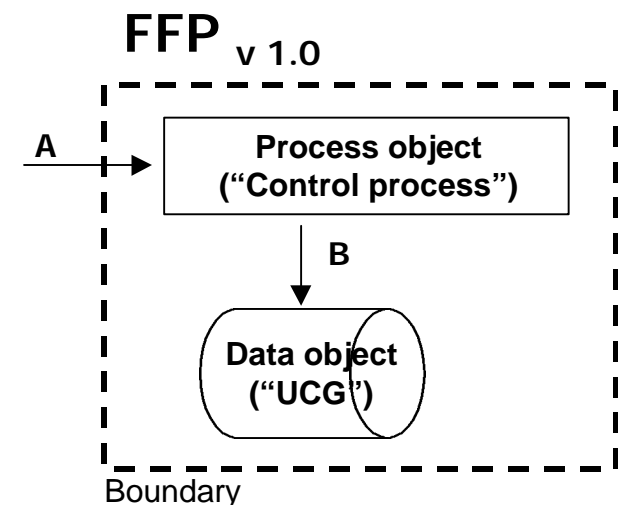 FFP v 1.0
A
Process object
(“Control process”)
B
Data object
(“UCG”)
Boundary